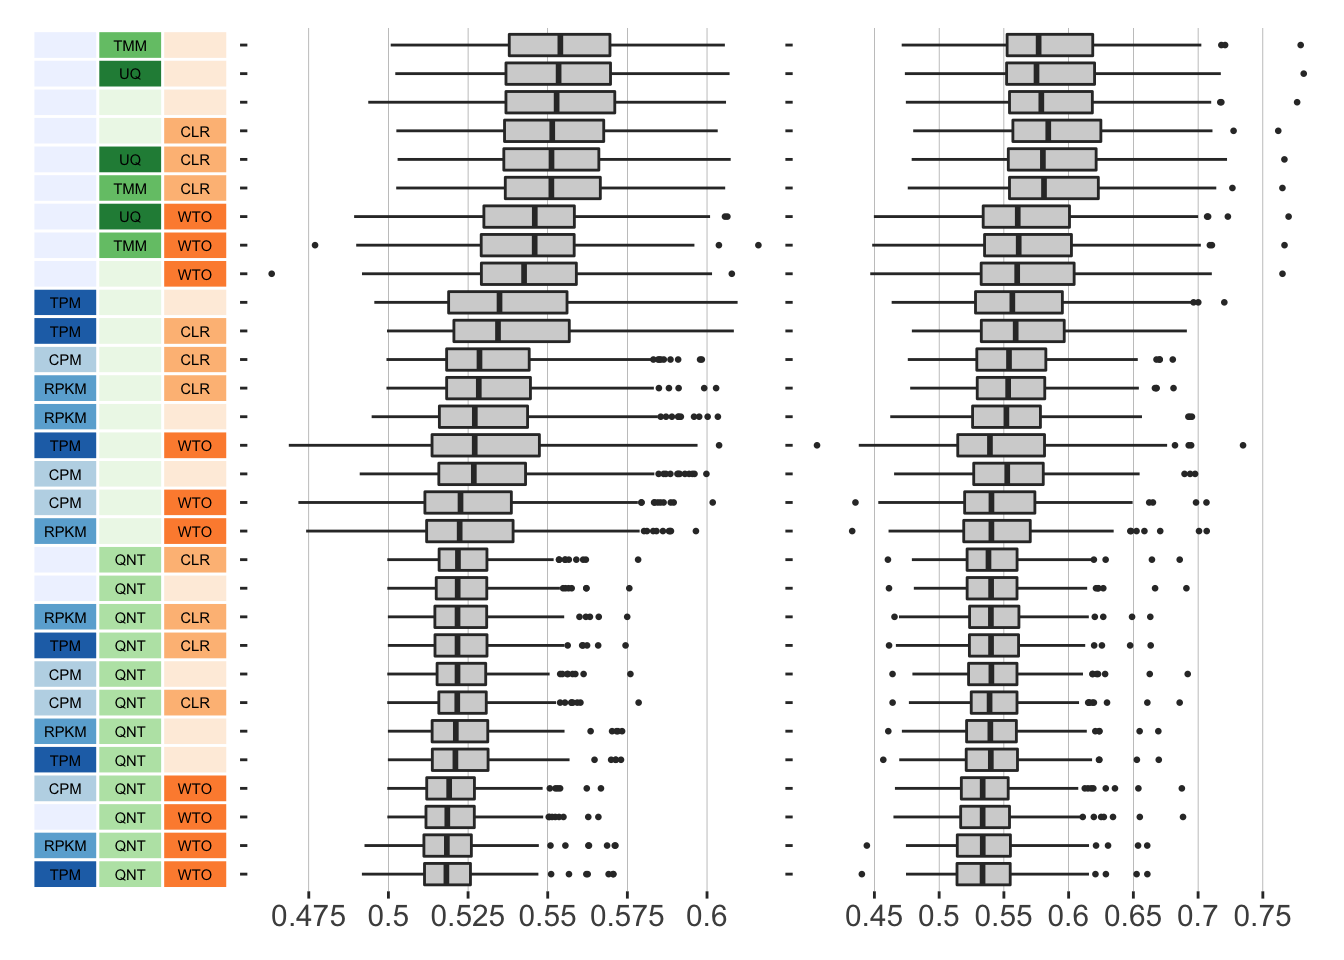 TMM
UQ
CLR
UQ CLR
TMM CLR
UQ WTO
TMM WTO
WTO
TPM
TPM CLR
CPM CLR
RPKM CLR
RPKM
TPM WTO
CPM
CPM WTO
RPKM WTO
QNT CLR
QNT
RPKM QNT CLR
TPM QNT CLR
CPM QNT
CPM QNT CLR
RPKM QNT
TPM QNT
CPM QNT WTO
QNT WTO
RPKM QNT WTO
TPM QNT WTO
0.475 0.5 0.525 0.55 0.575 0.6 0.45 0.5 0.55 0.6 0.65 0.7 0.75